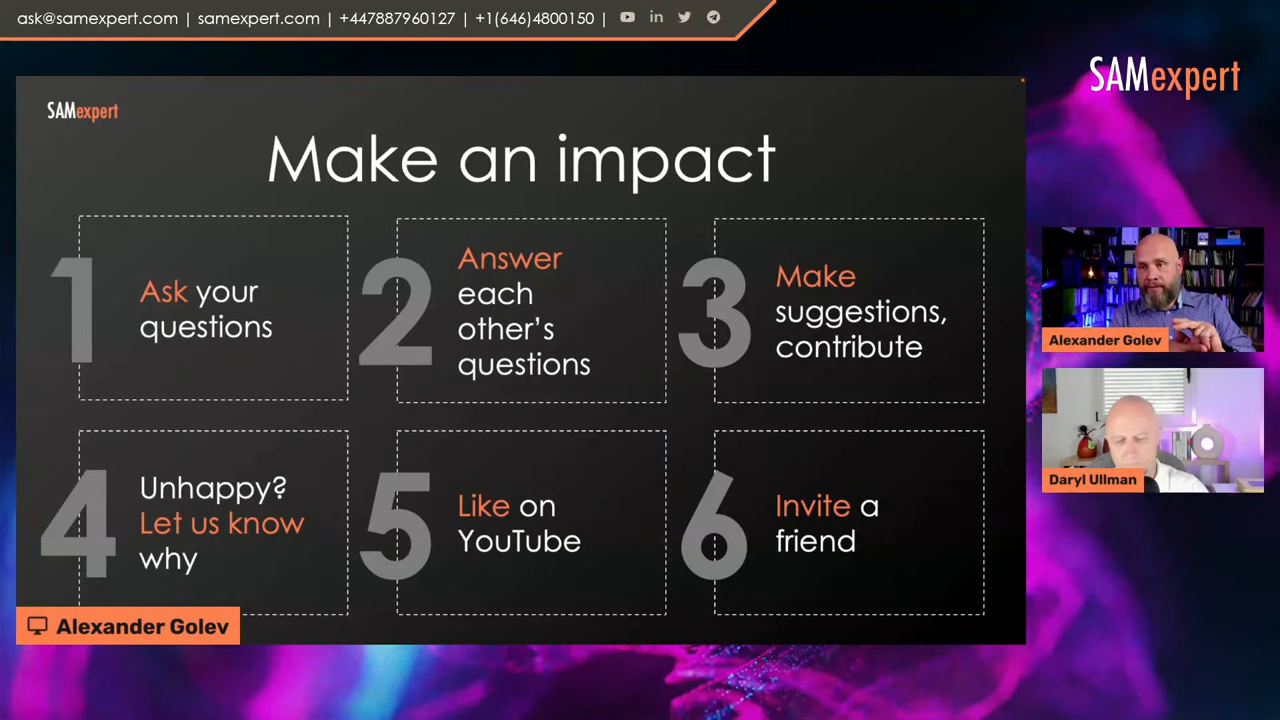 ask@samexpert.com | samexpert.com | +447887960127 | +1(646)4800150 |
SAMexpert
SAMexpert
Make an impact
1
Ask your
questions
2
Answer
each
other's
questions
3
Make
suggestions,
contribute
4
Unhappy?
Let us know
why
5
Like on
YouTube
6
Invite a
friend
Alexander Golev
Daryl Ullman
Alexander Golev